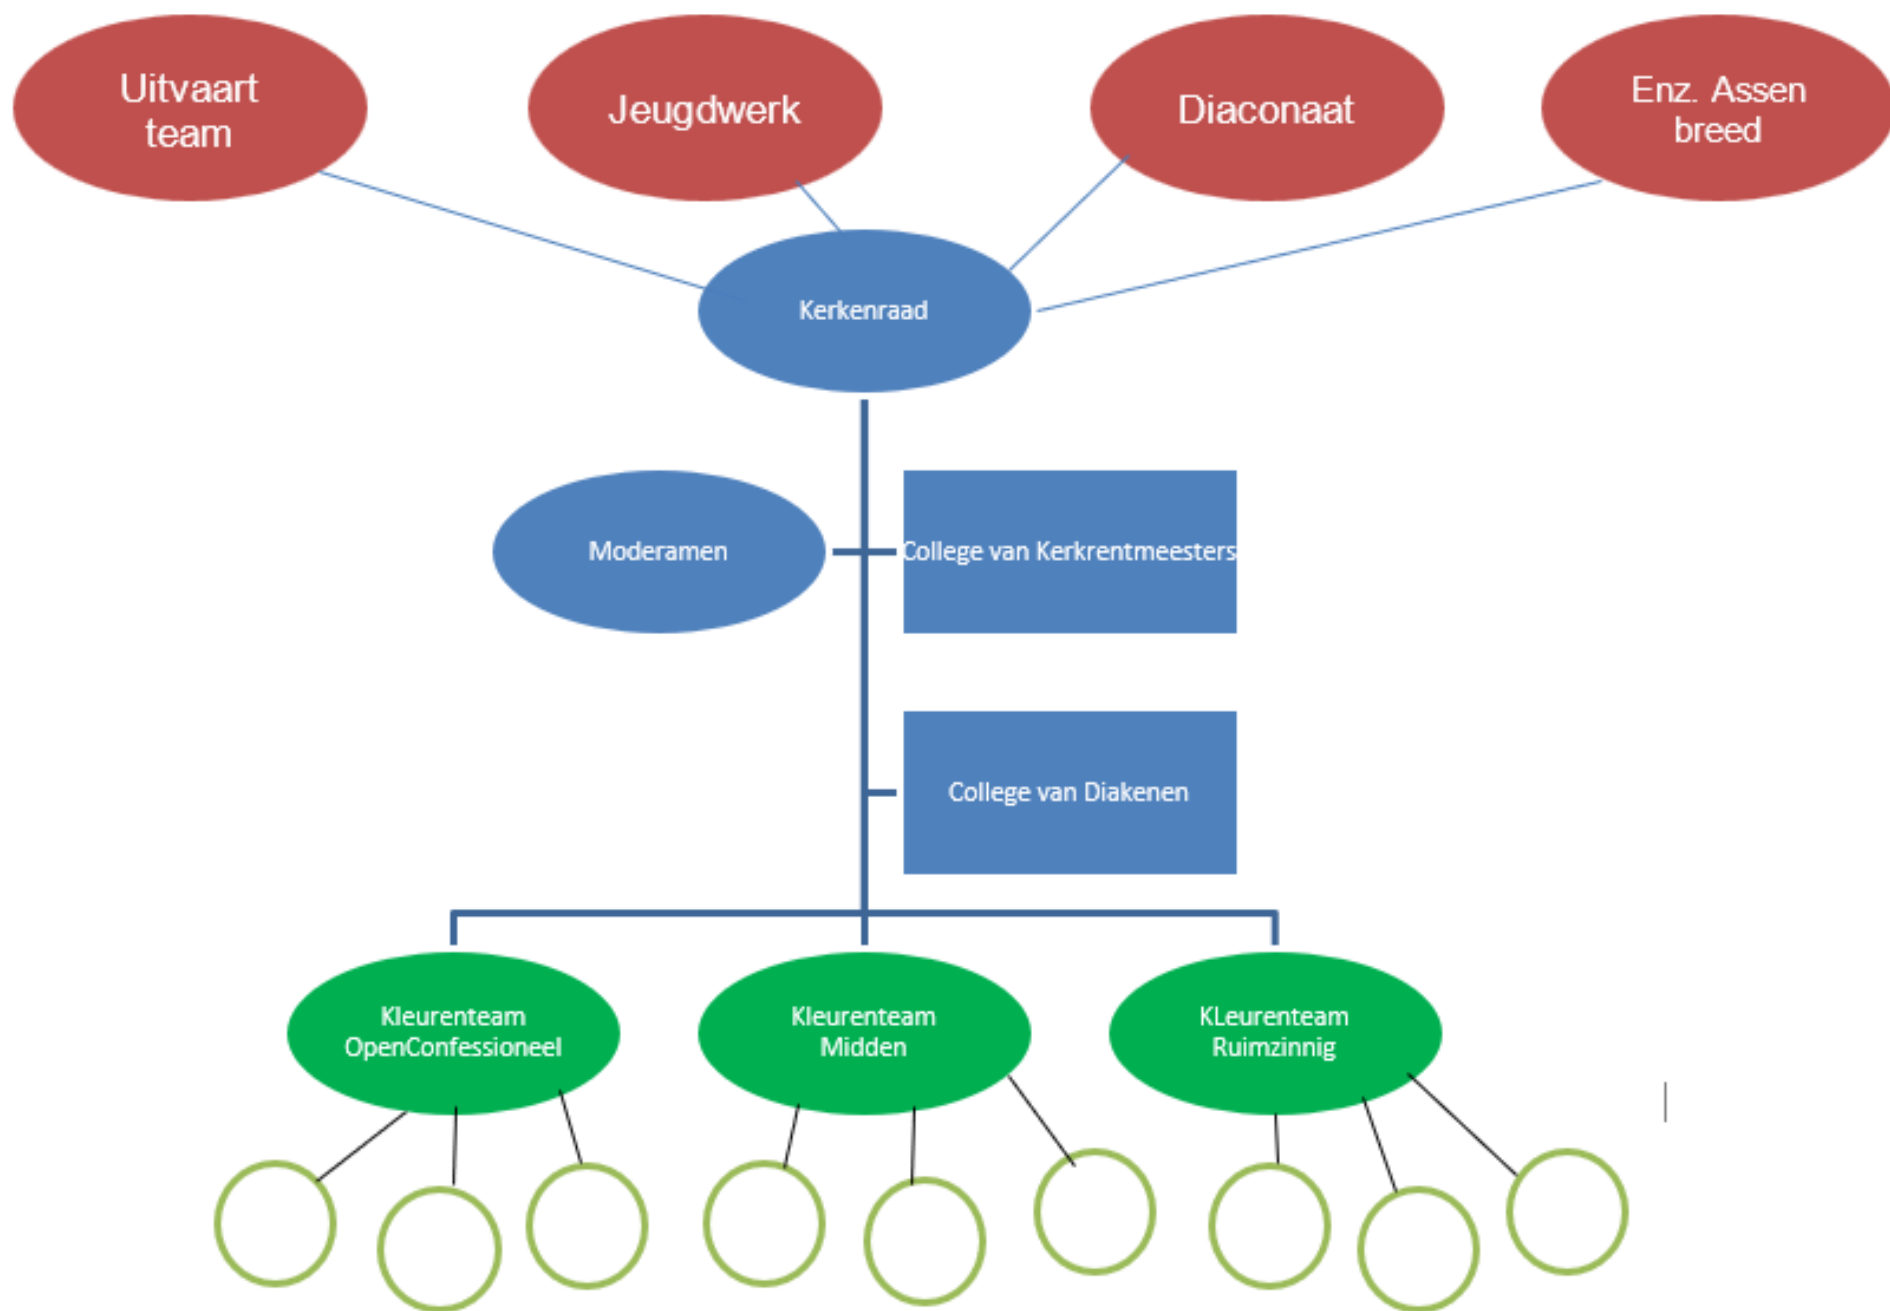 Uitvaart
team
Jeugdwerk
Diaconaat
Enz. Assen
breed
Kerkenraad
Moderamen
College van Kerkrentmeesters
College van Diakenen
Kleurenteam
OpenConfessioneel
Kleurenteam
Midden
KLeurenteam
Ruimzinnig